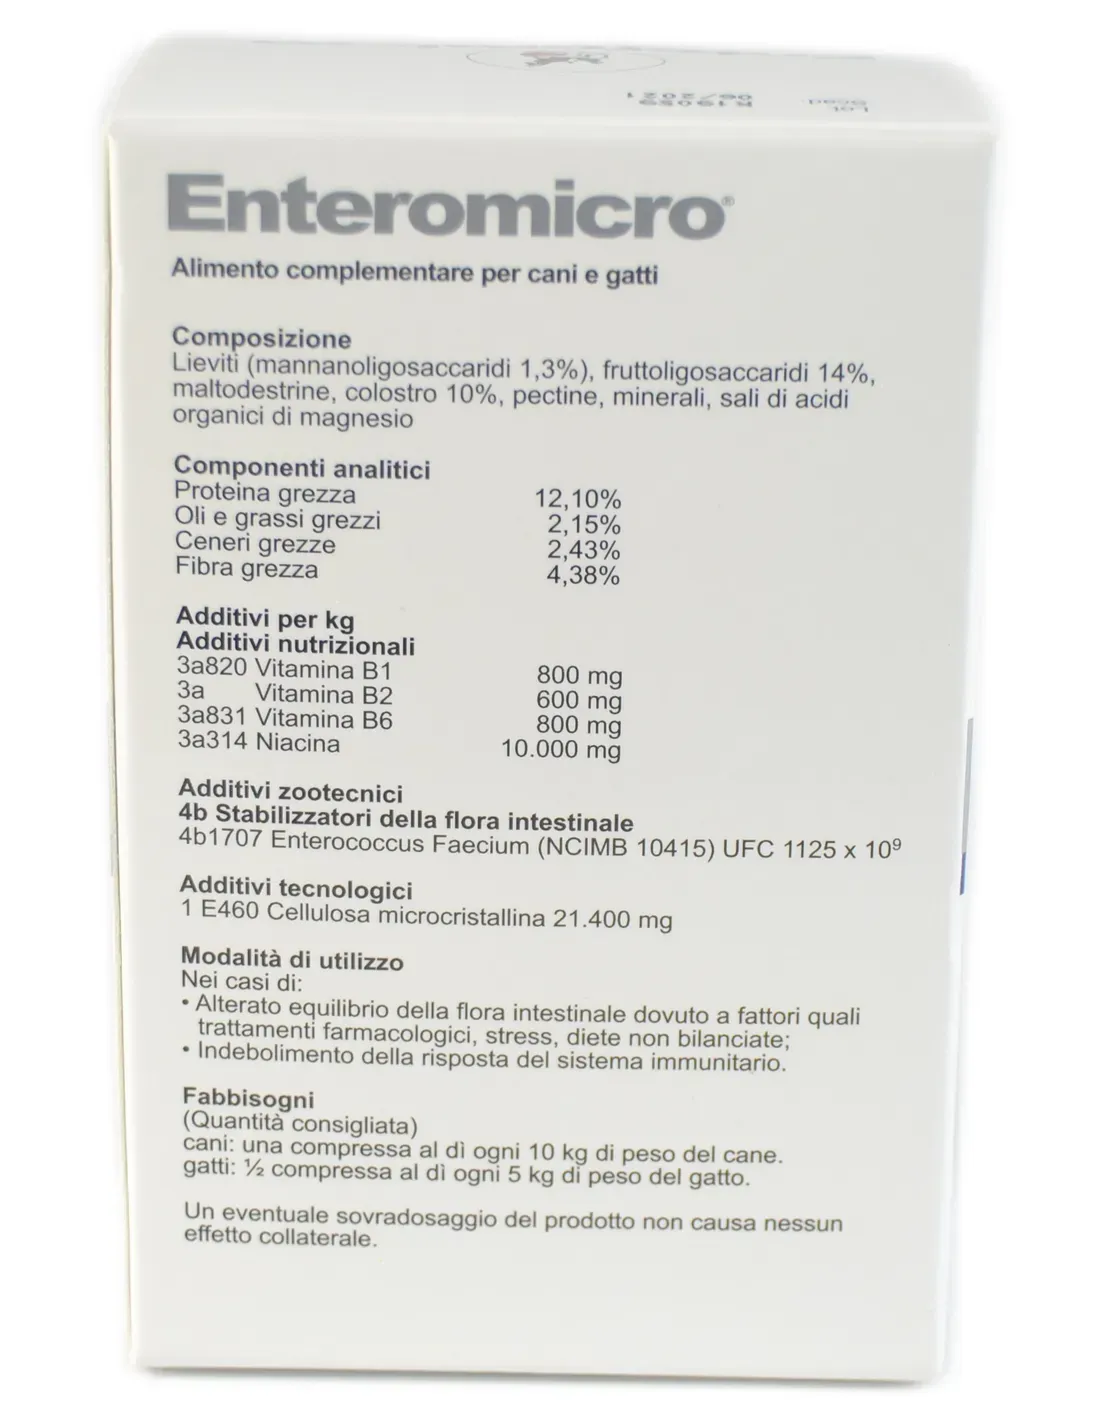 Lot R19059
Scad. 09/2021
Enteromicro®
Alimento complementare per cani e gatti
Composizione
Lieviti (mannanoligosaccaridi 1,3%), fruttoligosaccaridi 14%,
maltodestrine, colostro 10%, pectine, minerali, sali di acidi
organici di magnesio
Componenti analitici
Proteina grezza 12,10%
Oli e grassi grezzi 2,15%
Ceneri grezze 2,43%
Fibra grezza 4,38%
Additivi per kg
Additivi nutrizionali
3a820 Vitamina B1 800 mg
3a Vitamina B2 600 mg
3a831 Vitamina B6 800 mg
3a314 Niacina 10.000 mg
Additivi zootecnici
4b Stabilizzatori della flora intestinale
4b1707 Enterococcus Faecium (NCIMB 10415) UFC 1125 x 10⁹
Additivi tecnologici
1 E460 Cellulosa microcristallina 21.400 mg
Modalità di utilizzo
Nei casi di:
• Alterato equilibrio della flora intestinale dovuto a fattori quali
trattamenti farmacologici, stress, diete non bilanciate;
• Indebolimento della risposta del sistema immunitario.
Fabbisogni
(Quantità consigliata)
cani: una compressa al dì ogni 10 kg di peso del cane.
gatti: ½ compressa al dì ogni 5 kg di peso del gatto.
Un eventuale sovradosaggio del prodotto non causa nessun
effetto collaterale.